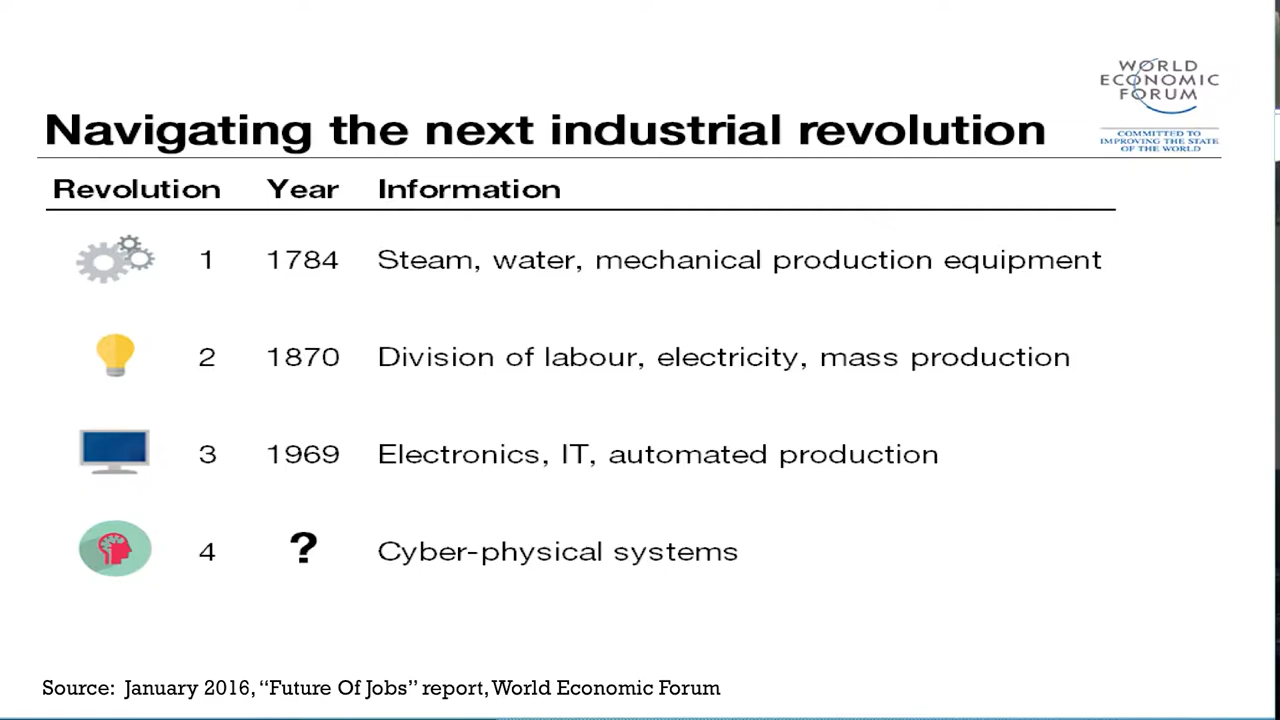 WORLD
ECONOMIC
FORUM
COMMITTED TO
IMPROVING THE STATE
OF THE WORLD
Navigating the next industrial revolution
Revolution Year Information
1 1784 Steam, water, mechanical production equipment
2 1870 Division of labour, electricity, mass production
3 1969 Electronics, IT, automated production
4 ? Cyber-physical systems
Source: January 2016, “Future Of Jobs” report, World Economic Forum